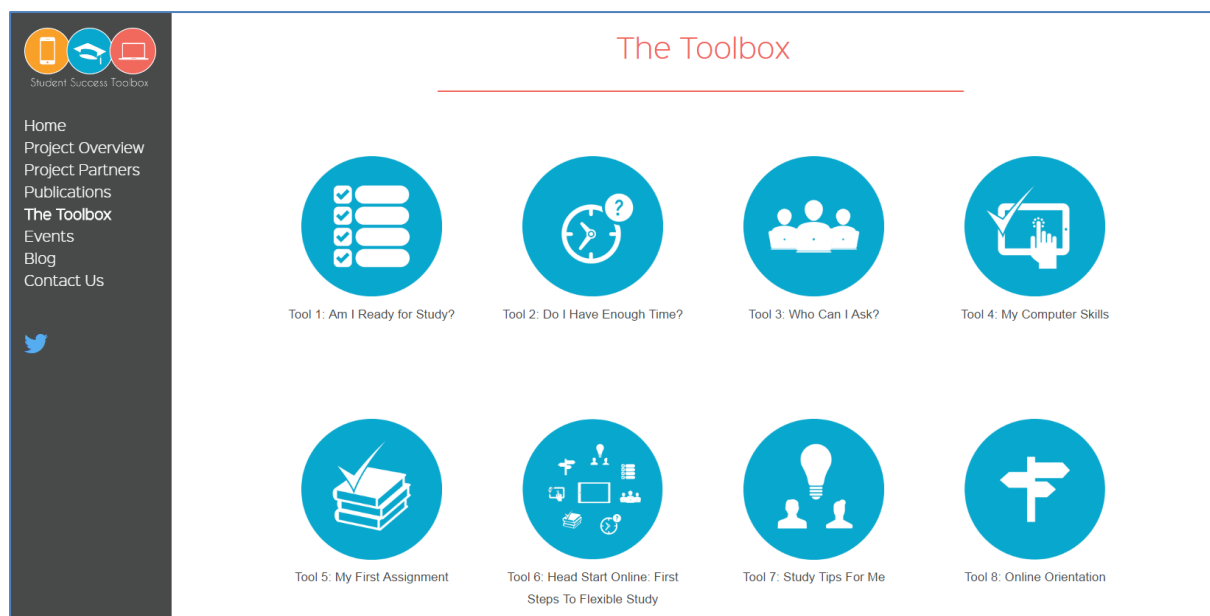 Student Success Toolbox
Home
Project Overview
Project Partners
Publications
The Toolbox
Events
Blog
Contact Us
The Toolbox
?
Tool 1: Am I Ready for Study?
Tool 2: Do I Have Enough Time?
Tool 3: Who Can I Ask?
Tool 4: My Computer Skills
Tool 5: My First Assignment
Tool 6: Head Start Online: First
Steps To Flexible Study
Tool 7: Study Tips For Me
Tool 8: Online Orientation